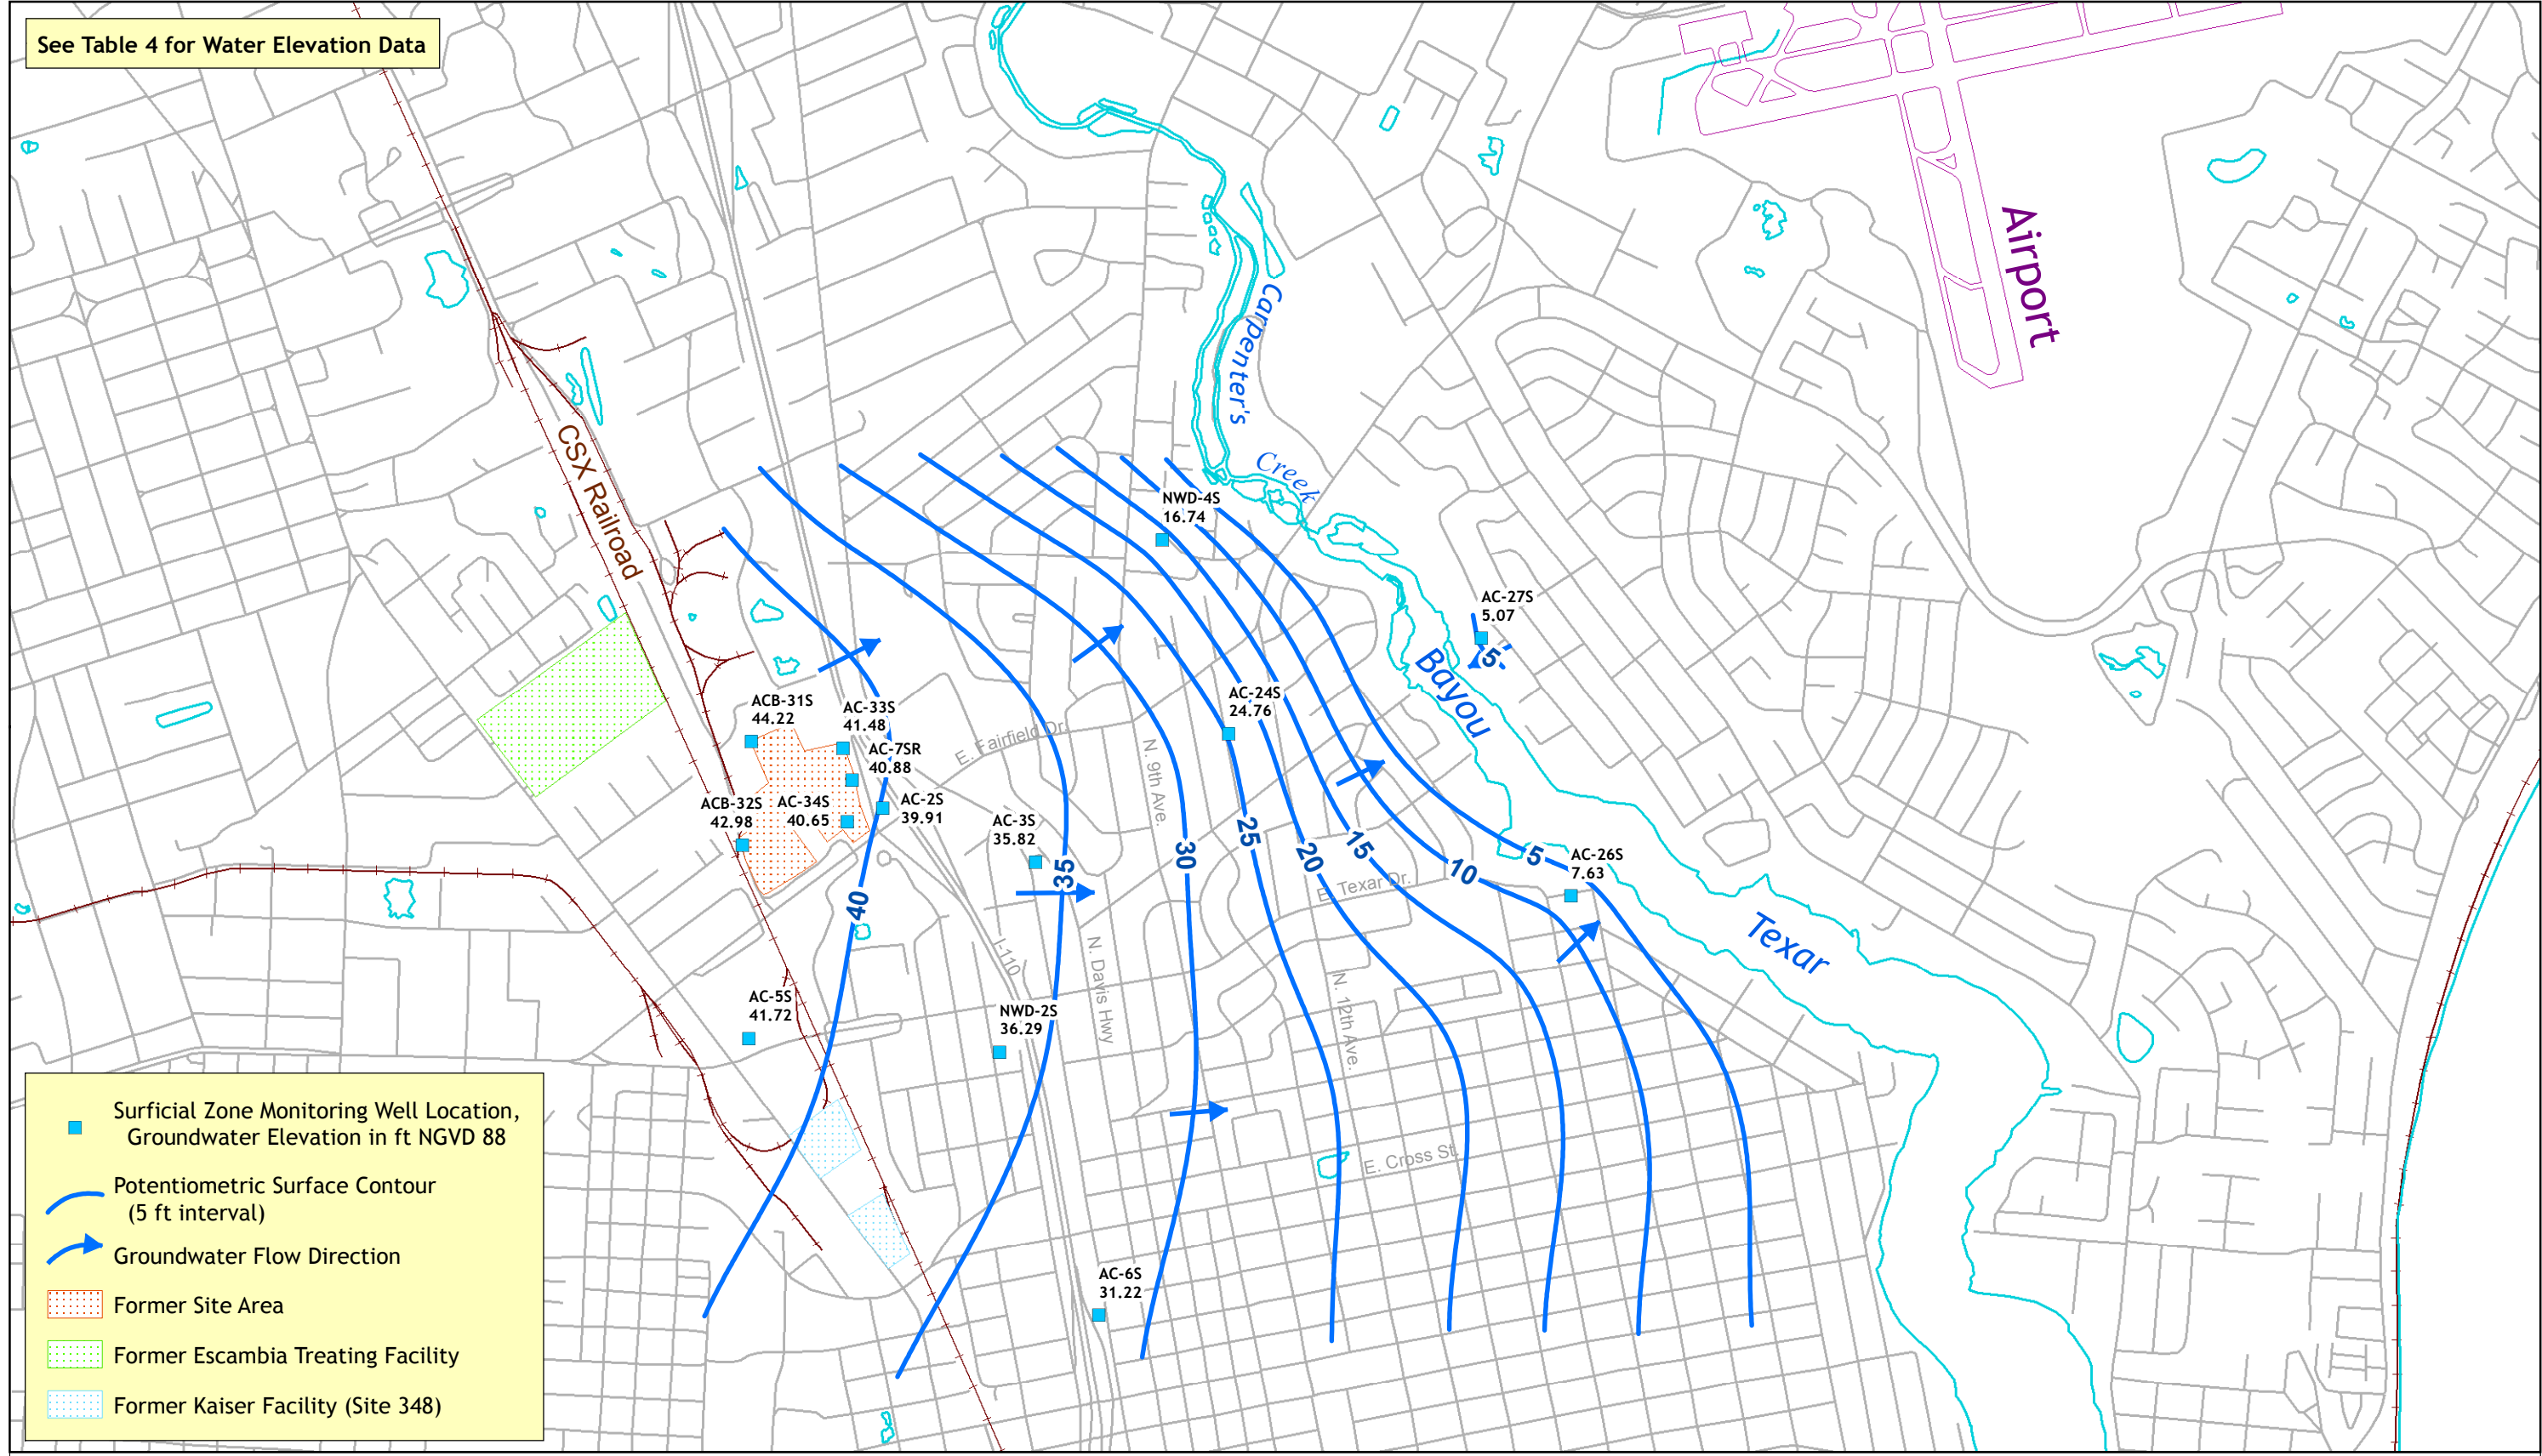 See Table 4 for Water Elevation Data
Airport
Carpenter's
Creek
CSX Railroad
NWD-4S
16.74
AC-27S
5.07
5
Bayou
ACB-31S
44.22
AC-33S
41.48
AC-24S
24.76
E. Fairfield Dr.
N. 9th Ave.
AC-7SR
40.88
ACB-32S
42.98
AC-34S
40.65
AC-2S
39.91
AC-3S
35.82
40
35
30
25
20
15
10
5
AC-26S
7.63
E. Texar Dr.
Texar
I-110
N. Davis Hwy
N. 12th Ave.
AC-5S
41.72
NWD-2S
36.29
E. Cross St.
AC-6S
31.22
Surficial Zone Monitoring Well Location,
Groundwater Elevation in ft NGVD 88
Potentiometric Surface Contour
(5 ft interval)
Groundwater Flow Direction
Former Site Area
Former Escambia Treating Facility
Former Kaiser Facility (Site 348)